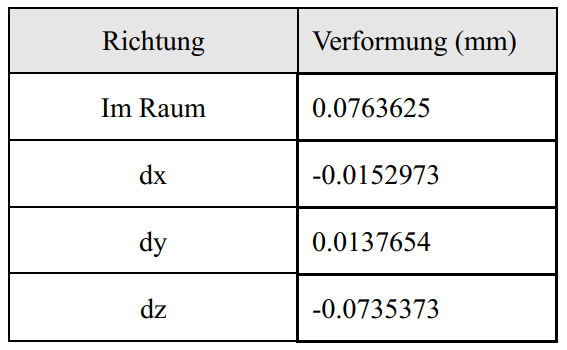 Richtung Verformung (mm)
Im Raum 0.0763625
dx -0.0152973
dy 0.0137654
dz -0.0735373